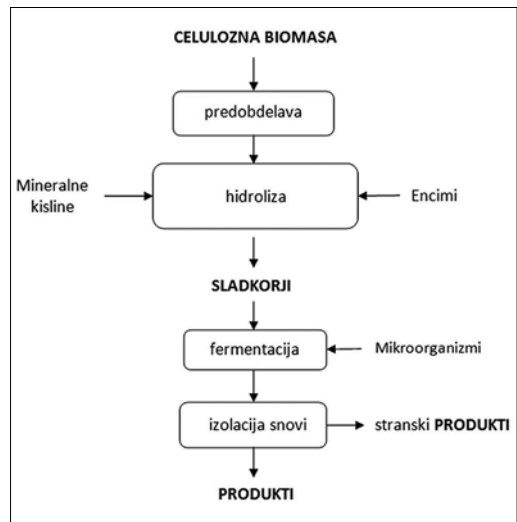 CELULOZNA BIOMASA
predobdelava
Mineralne
kisline
hidroliza
Encimi
SLADKORJI
fermentacija
Mikroorganizmi
izolacija snovi
stranski PRODUKTI
PRODUKTI